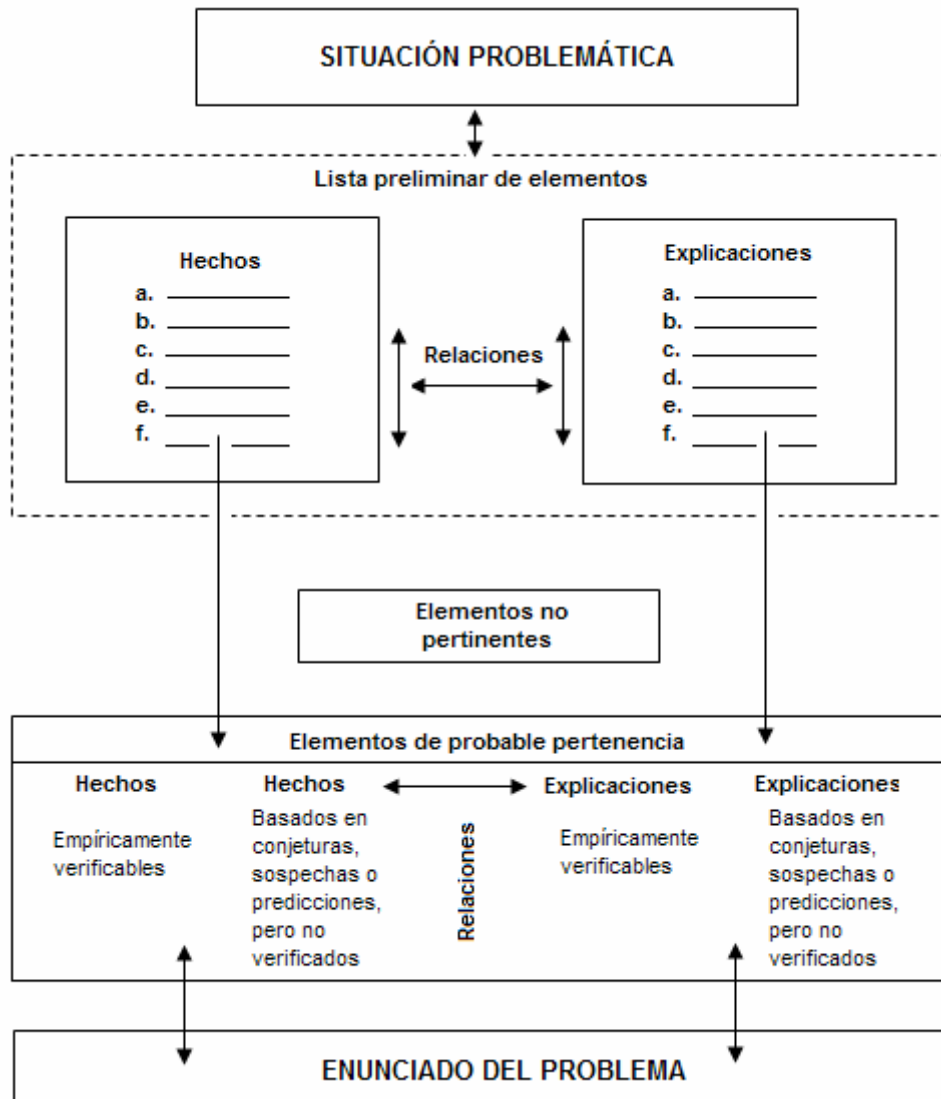 SITUACIÓN PROBLEMÁTICA
Lista preliminar de elementos
Hechos
a.
b.
c.
d.
e.
f.
Relaciones
Explicaciones
a.
b.
c.
d.
e.
f.
Elementos no
pertinentes
Elementos de probable pertenencia
Hechos
Empíricamente
verificables
Hechos
Basados en
conjeturas,
sospechas o
predicciones,
pero no
verificados
Relaciones
Explicaciones
Empíricamente
verificables
Explicaciones
Basados en
conjeturas,
sospechas o
predicciones,
pero no
verificados
ENUNCIADO DEL PROBLEMA